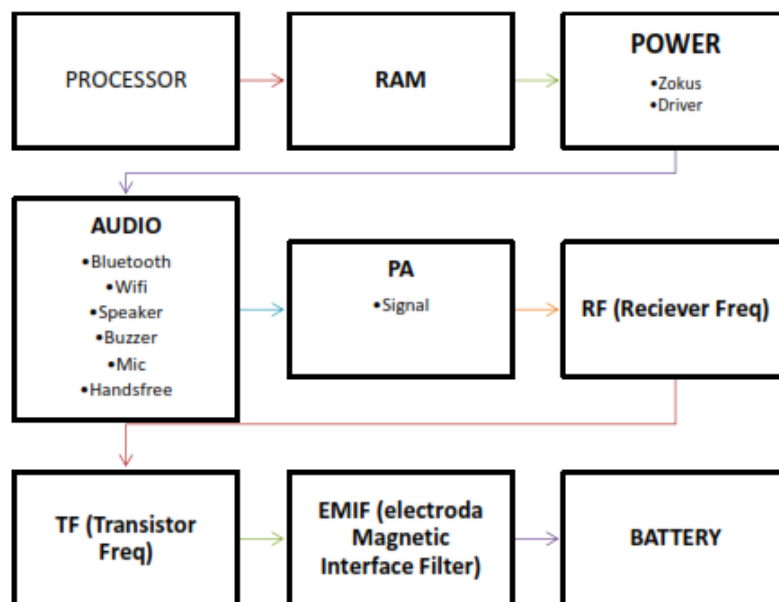 PROCESSOR
RAM
POWER
•Zokus
•Driver
AUDIO
•Bluetooth
•Wifi
•Speaker
•Buzzer
•Mic
•Handsfree
PA
•Signal
RF (Reciever Freq)
TF (Transistor
Freq)
EMIF (electroda
Magnetic
Interface Filter)
BATTERY